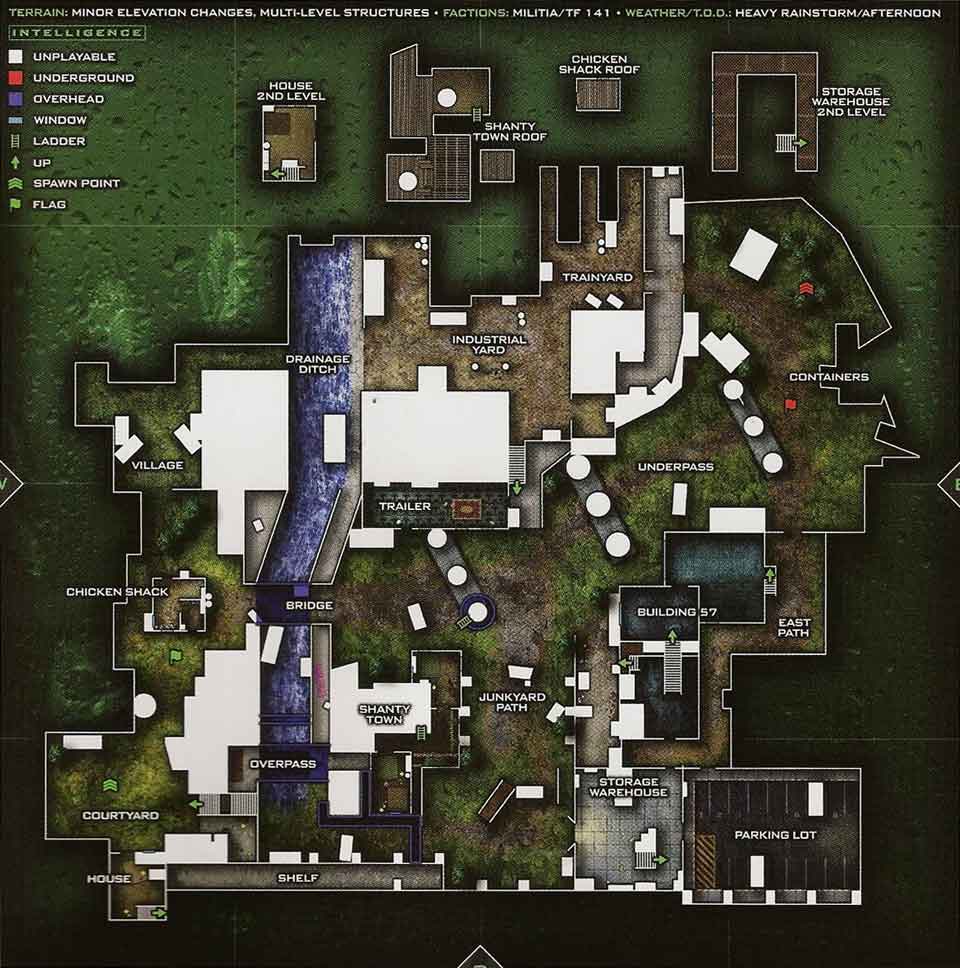 TERRAIN: MINOR ELEVATION CHANGES, MULTI-LEVEL STRUCTURES • FACTIONS: MILITIA/TF 141 • WEATHER/T.O.D.: HEAVY RAINSTORM/AFTERNOON
INTELLIGENCE
UNPLAYABLE
UNDERGROUND
OVERHEAD
WINDOW
LADDER
UP
SPAWN POINT
FLAG
HOUSE
2ND LEVEL
SHANTY
TOWN ROOF
CHICKEN
SHACK ROOF
STORAGE
WAREHOUSE
2ND LEVEL
TRAINYARD
INDUSTRIAL
YARD
DRAINAGE
DITCH
CONTAINERS
VILLAGE
UNDERPASS
TRAILER
CHICKEN SHACK
BRIDGE
BUILDING 57
EAST
PATH
SHANTY
TOWN
JUNKYARD
PATH
OVERPASS
STORAGE
WAREHOUSE
COURTYARD
PARKING LOT
HOUSE
SHELF